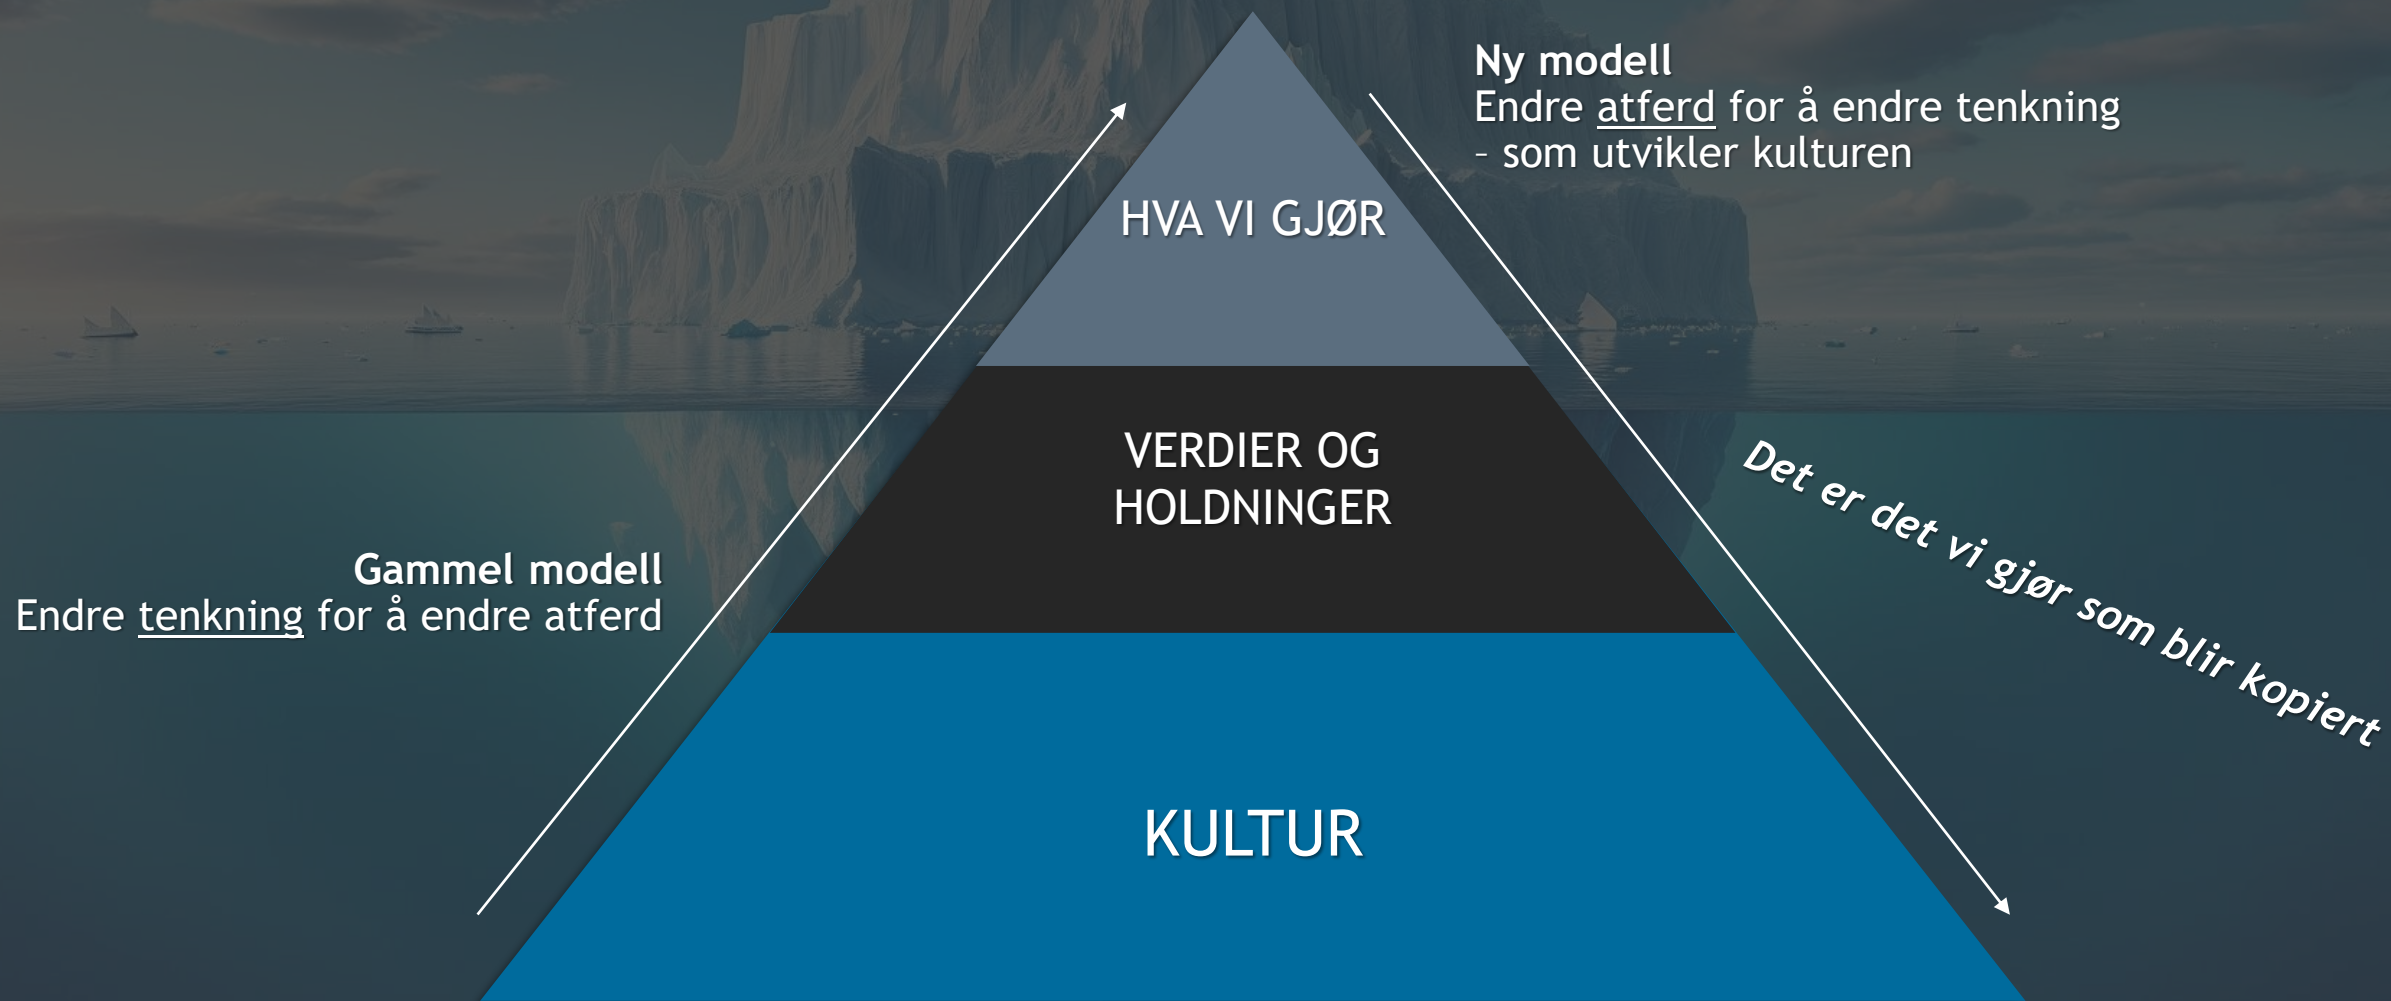 Ny modell
Endre atferd for å endre tenkning
– som utvikler kulturen
HVA VI GJØR
VERDIER OG
HOLDNINGER
Det er det vi gjør som blir kopiert
Gammel modell
Endre tenkning for å endre atferd
KULTUR